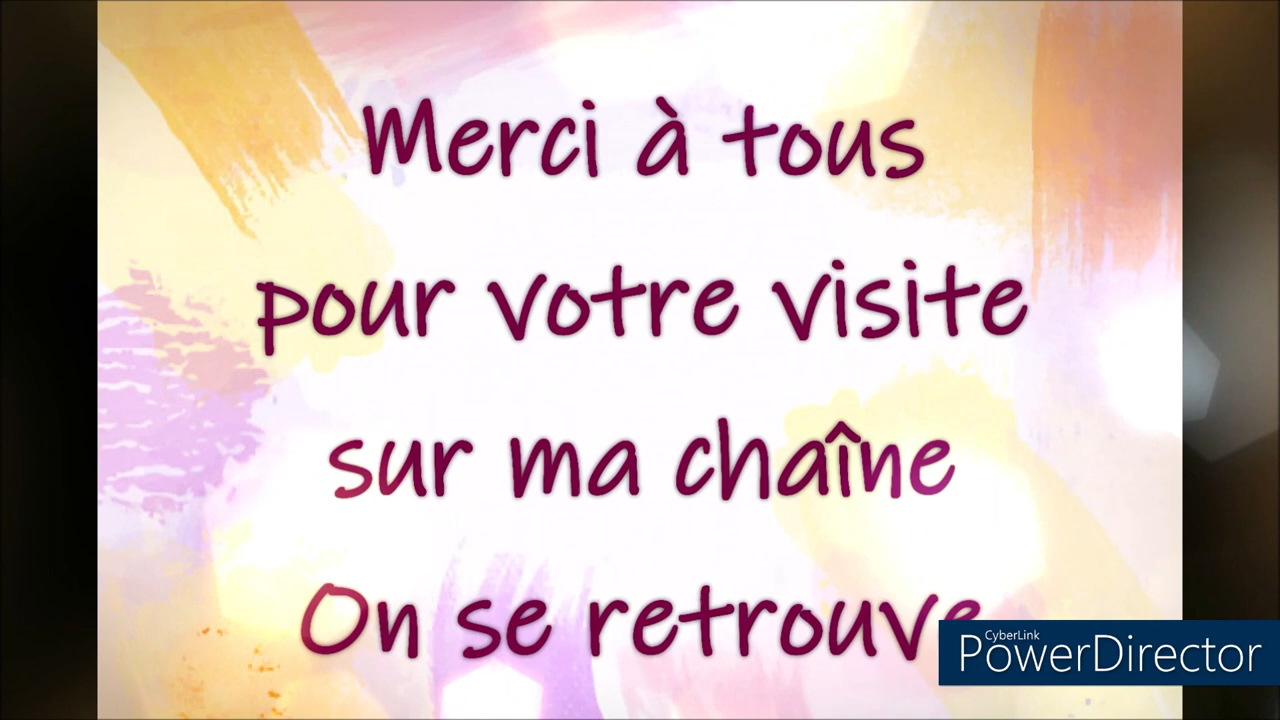 Merci à tous
pour votre visite
sur ma chaîne
On se retrouve
CyberLink
PowerDirector